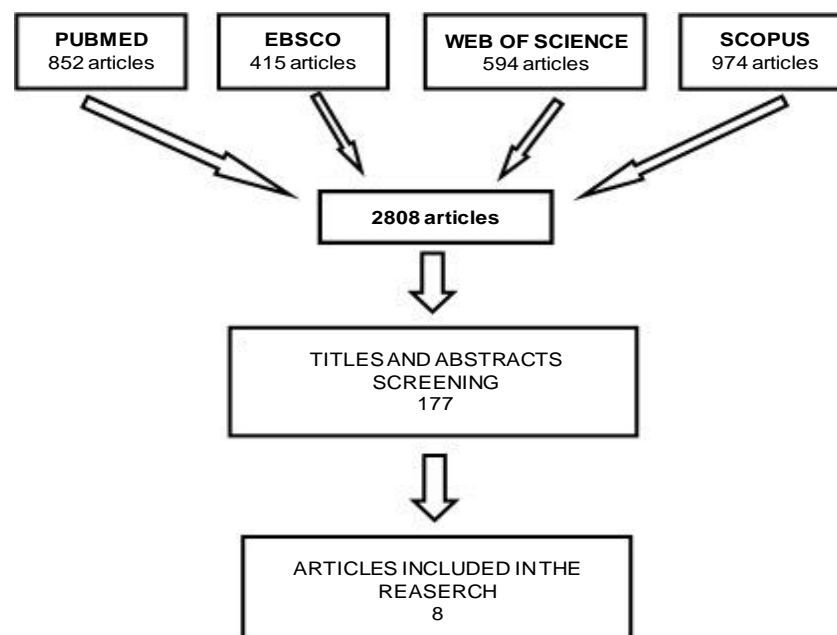 PUBMED
852 articles
EBSCO
415 articles
WEB OF SCIENCE
594 articles
SCOPUS
974 articles
2808 articles
TITLES AND ABSTRACTS
SCREENING
177
ARTICLES INCLUDED IN THE
REASERCH
8